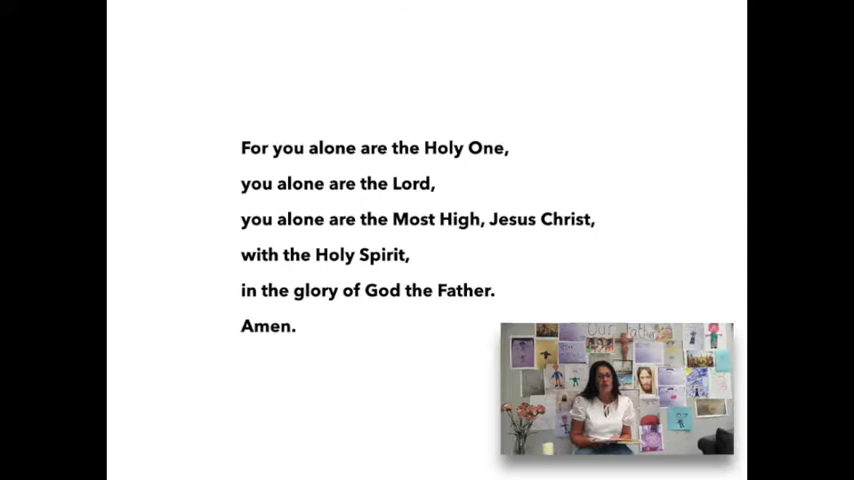 For you alone are the Holy One,
you alone are the Lord,
you alone are the Most High, Jesus Christ,
with the Holy Spirit,
in the glory of God the Father.
Amen.
Our Father